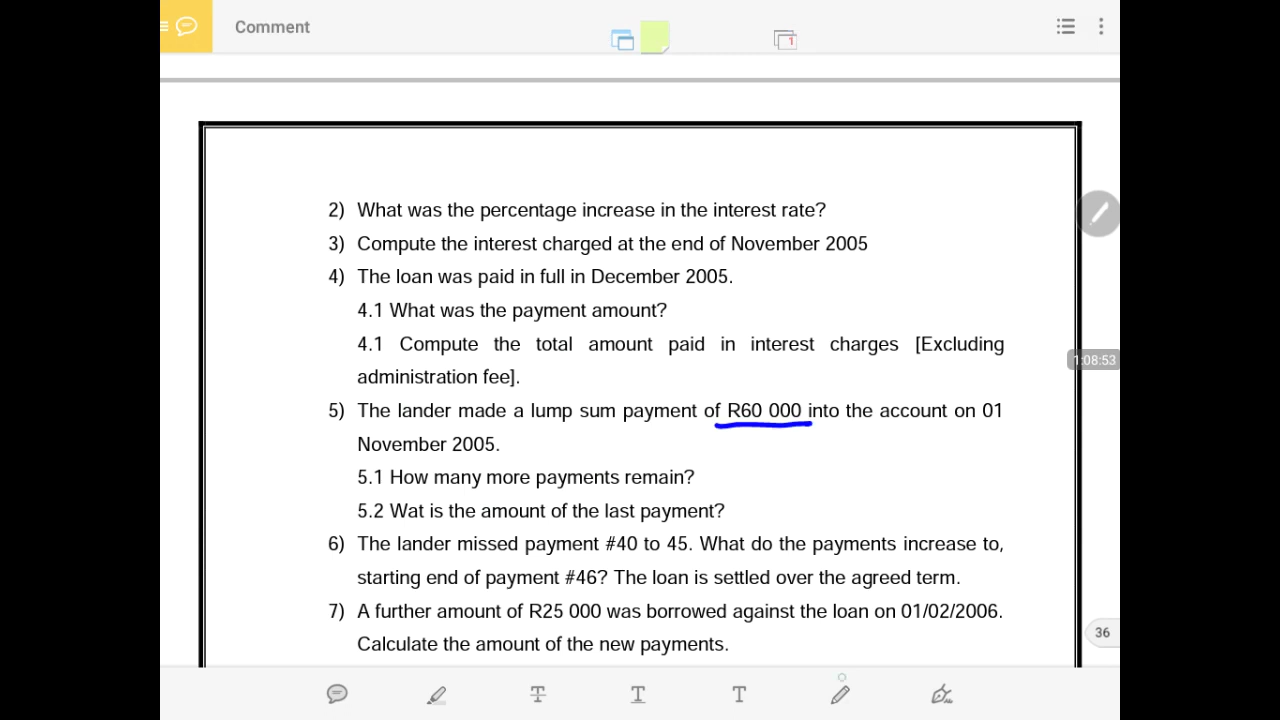 Comment
1
2) What was the percentage increase in the interest rate?
3) Compute the interest charged at the end of November 2005
4) The loan was paid in full in December 2005.
4.1 What was the payment amount?
4.1 Compute the total amount paid in interest charges [Excluding
administration fee].
1:08:53
5) The lander made a lump sum payment of R60 000 into the account on 01
November 2005.
5.1 How many more payments remain?
5.2 Wat is the amount of the last payment?
6) The lander missed payment #40 to 45. What do the payments increase to,
starting end of payment #46? The loan is settled over the agreed term.
7) A further amount of R25 000 was borrowed against the loan on 01/02/2006.
36
Calculate the amount of the new payments.
T T T